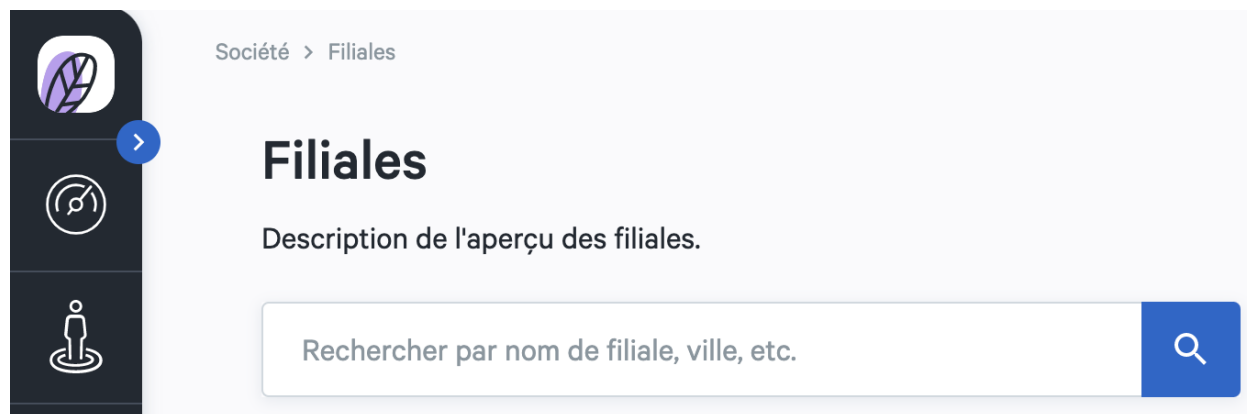 Société > Filiales
Filiales
Description de l'aperçu des filiales.
Rechercher par nom de filiale, ville, etc.